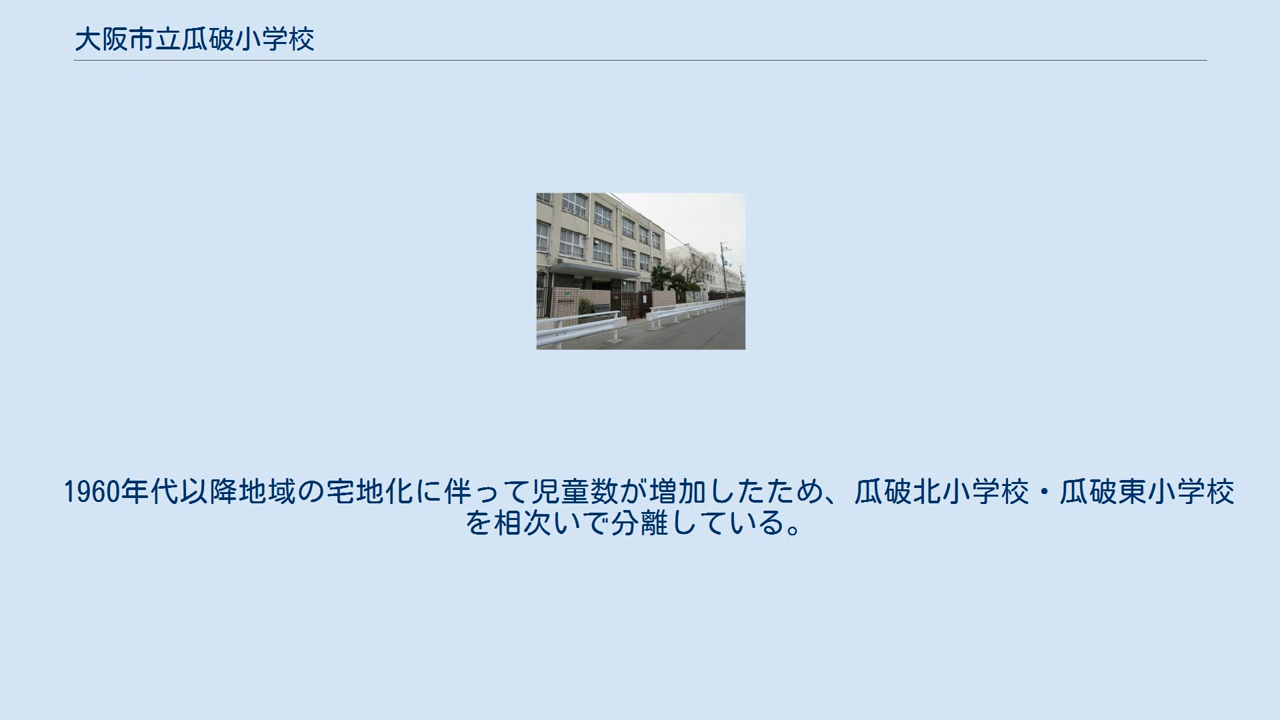 大阪市立瓜破小学校
1960年代以降地域の宅地化に伴って児童数が増加したため、瓜破北小学校・瓜破東小学校
を相次いで分離している。